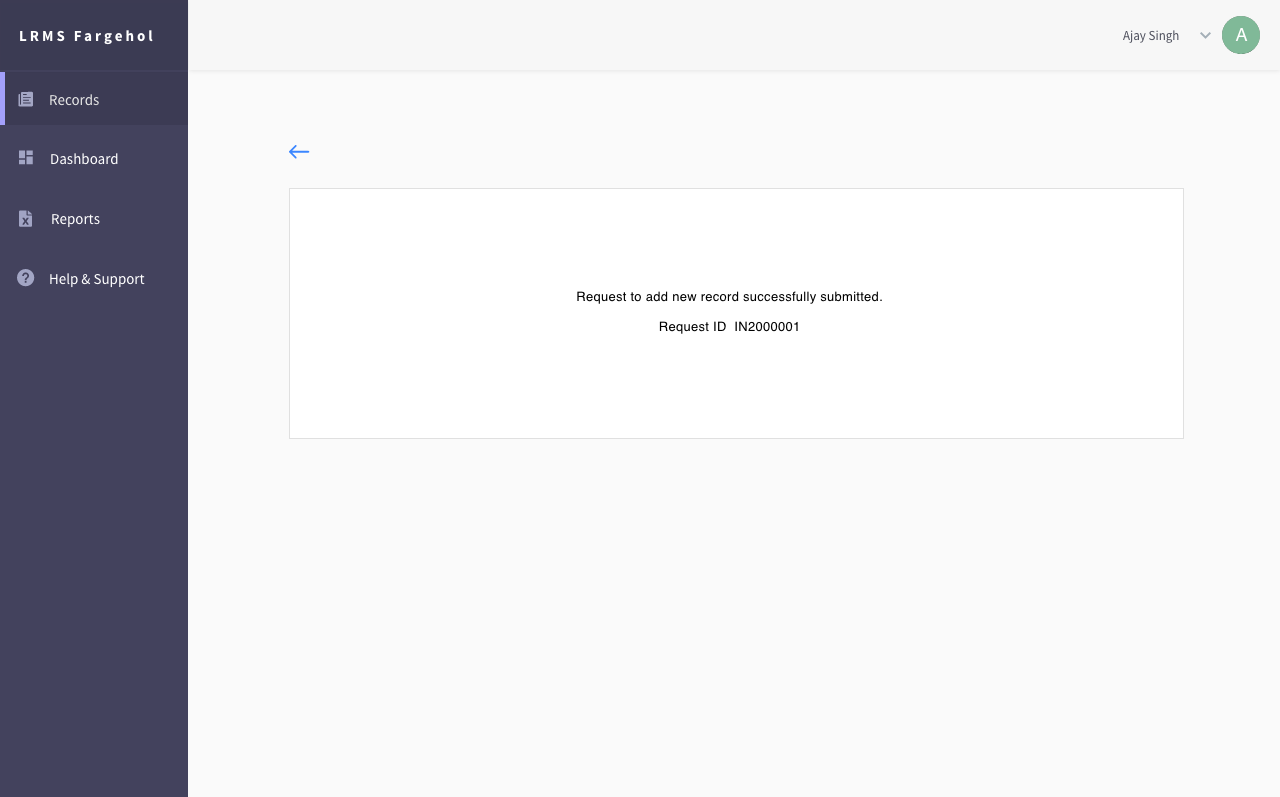 LRMS Fargehol
Ajay Singh
A
Records
Dashboard
Reports
Help & Support
Request to add new record successfully submitted.
Request ID IN2000001